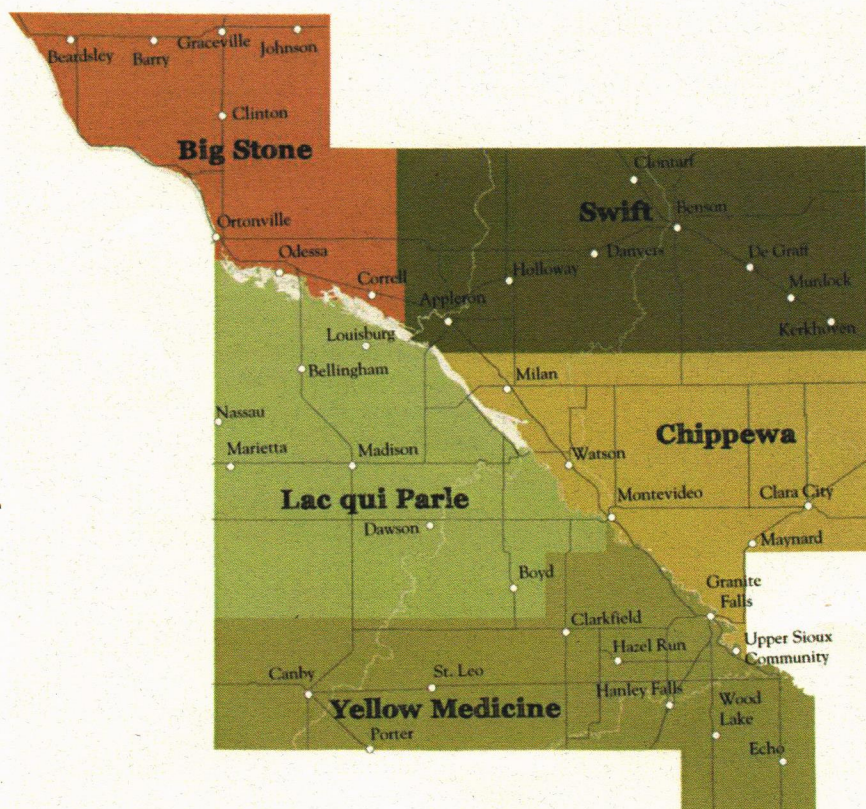 Beardsley
Barry
Graceville
Johnson
Clinton
Big Stone
Clontarf
Swift
Benson
Ortonville
Odessa
Danvers
De Graff
Holloway
Correll
Murdock
Appleton
Kerkhoven
Louisburg
Bellingham
Milan
Nassau
Chippewa
Marietta
Madison
Watson
Lac qui Parle
Montevideo
Clara City
Dawson
Maynard
Boyd
Granite
Falls
Clarkfield
Hazel Run
Upper Sioux
Community
Canby
St. Leo
Hanley Falls
Wood
Lake
Yellow Medicine
Porter
Echo